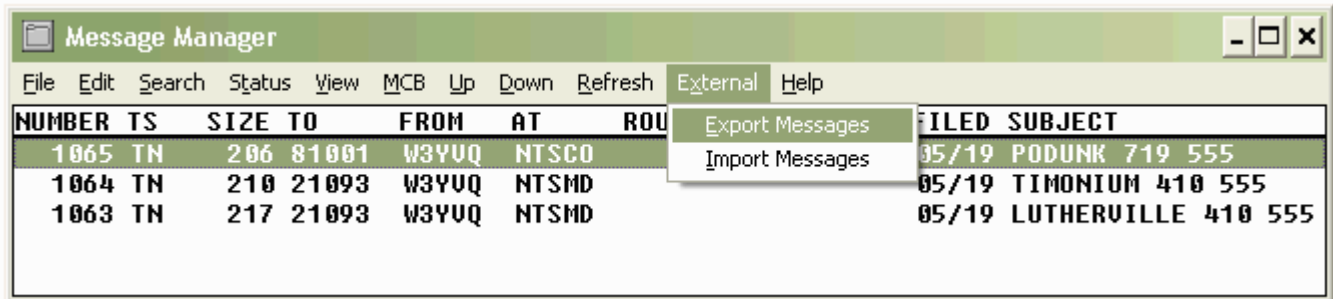 Message Manager
File Edit Search Status View MCB Up Down Refresh External Help
NUMBER TS SIZE TO FROM AT ROU FILED SUBJECT
Export Messages
1065 TN 206 81001 W3YVQ NTSCO 05/19 PODUNK 719 555
Import Messages
1064 TN 210 21093 W3YVQ NTSMD 05/19 TIMONIUM 410 555
1063 TN 217 21093 W3YVQ NTSMD 05/19 LUTHERVILLE 410 555